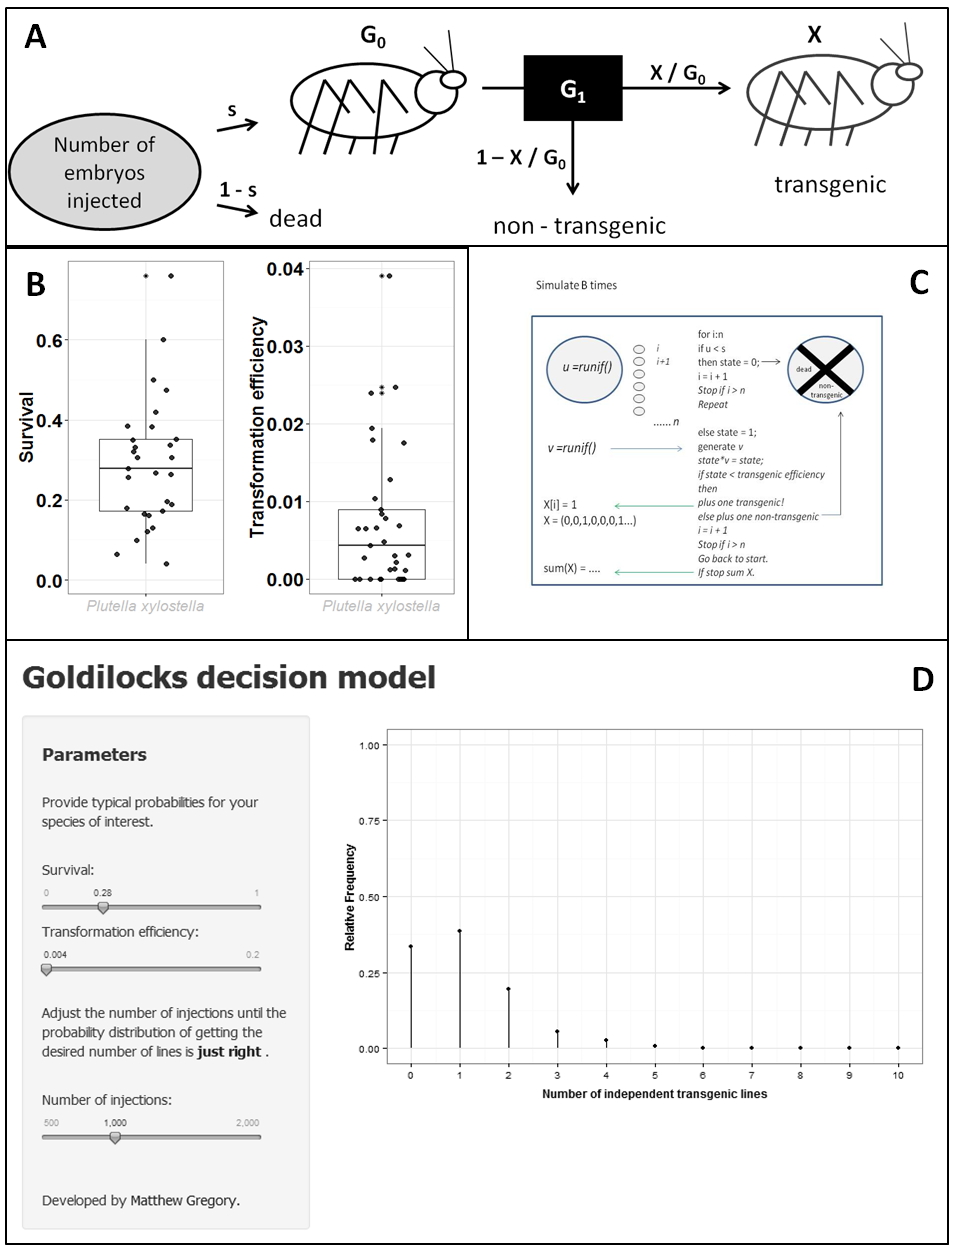 A
G₀
X
s
X / G₀
G₁
Number of
embryos
injected
1 – X / G₀
1 - s
dead
transgenic
non - transgenic
B
Survival
0.6
0.4
0.2
0.0
Plutella xylostella
Transformation efficiency
0.04
0.03
0.02
0.01
0.00
Plutella xylostella
C
Simulate B times
u =runif()
i
i+1
...... n
for i:n
if u < s
then state = 0;
i = i + 1
Stop if i > n
Repeat
dead
non-
transgenic
v =runif()
else state = 1;
generate v
state*v = state;
if state < transgenic efficiency
then
plus one transgenic!
else plus one non-transgenic
i = i + 1
Stop if i > n
Go back to start.
If stop sum X.
X[i] = 1
X = (0,0,1,0,0,0,1...)
sum(X) = ....
Goldilocks decision model
D
Parameters
Provide typical probabilities for your
species of interest.
Survival:
0 0.28 1
Transformation efficiency:
0.004 0.2
Adjust the number of injections until the
probability distribution of getting the
desired number of lines is just right .
Number of injections:
500 1,000 2,000
Developed by Matthew Gregory.
Relative Frequency
1.00
0.75
0.50
0.25
0.00
0 1 2 3 4 5 6 7 8 9 10
Number of independent transgenic lines